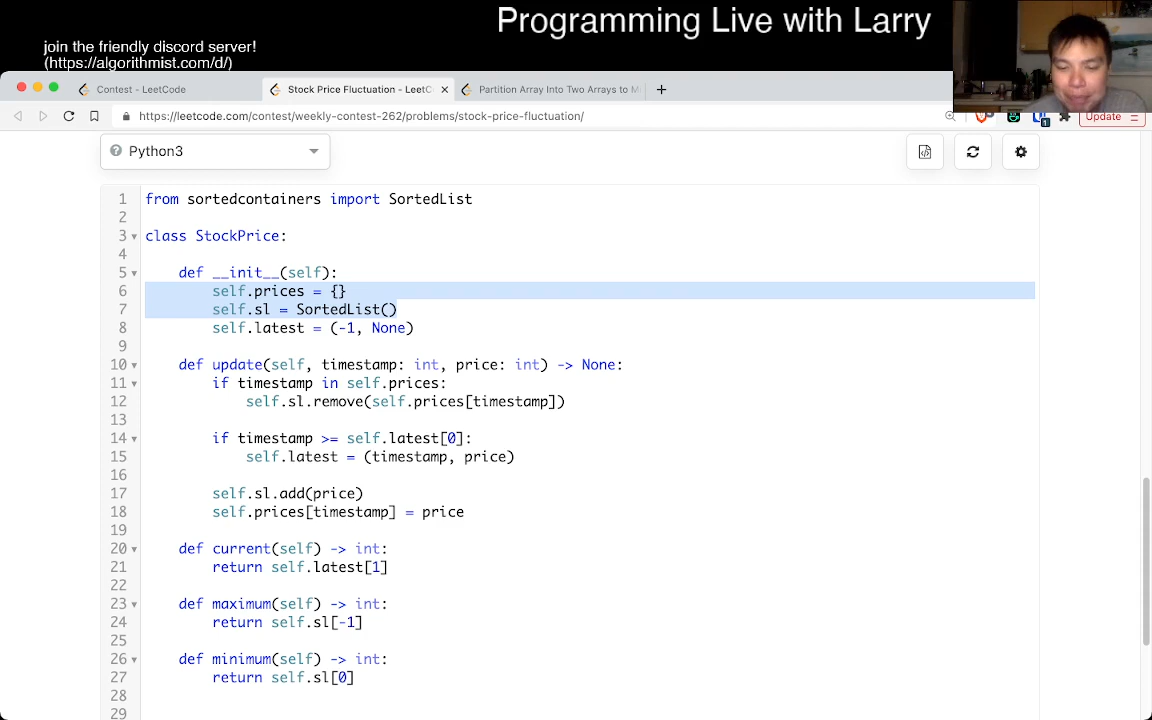 Programming Live with Larry
join the friendly discord server!
(https://algorithmist.com/d/)
Contest - LeetCode
Stock Price Fluctuation - LeetC
Partition Array Into Two Arrays to M
https://leetcode.com/contest/weekly-contest-262/problems/stock-price-fluctuation/
Update
Python3
1 from sortedcontainers import SortedList
2
3 class StockPrice:
4
5     def __init__(self):
6         self.prices = {}
7         self.sl = SortedList()
8         self.latest = (-1, None)
9
10     def update(self, timestamp: int, price: int) -> None:
11         if timestamp in self.prices:
12             self.sl.remove(self.prices[timestamp])
13
14         if timestamp >= self.latest[0]:
15             self.latest = (timestamp, price)
16
17         self.sl.add(price)
18         self.prices[timestamp] = price
19
20     def current(self) -> int:
21         return self.latest[1]
22
23     def maximum(self) -> int:
24         return self.sl[-1]
25
26     def minimum(self) -> int:
27         return self.sl[0]
28
29